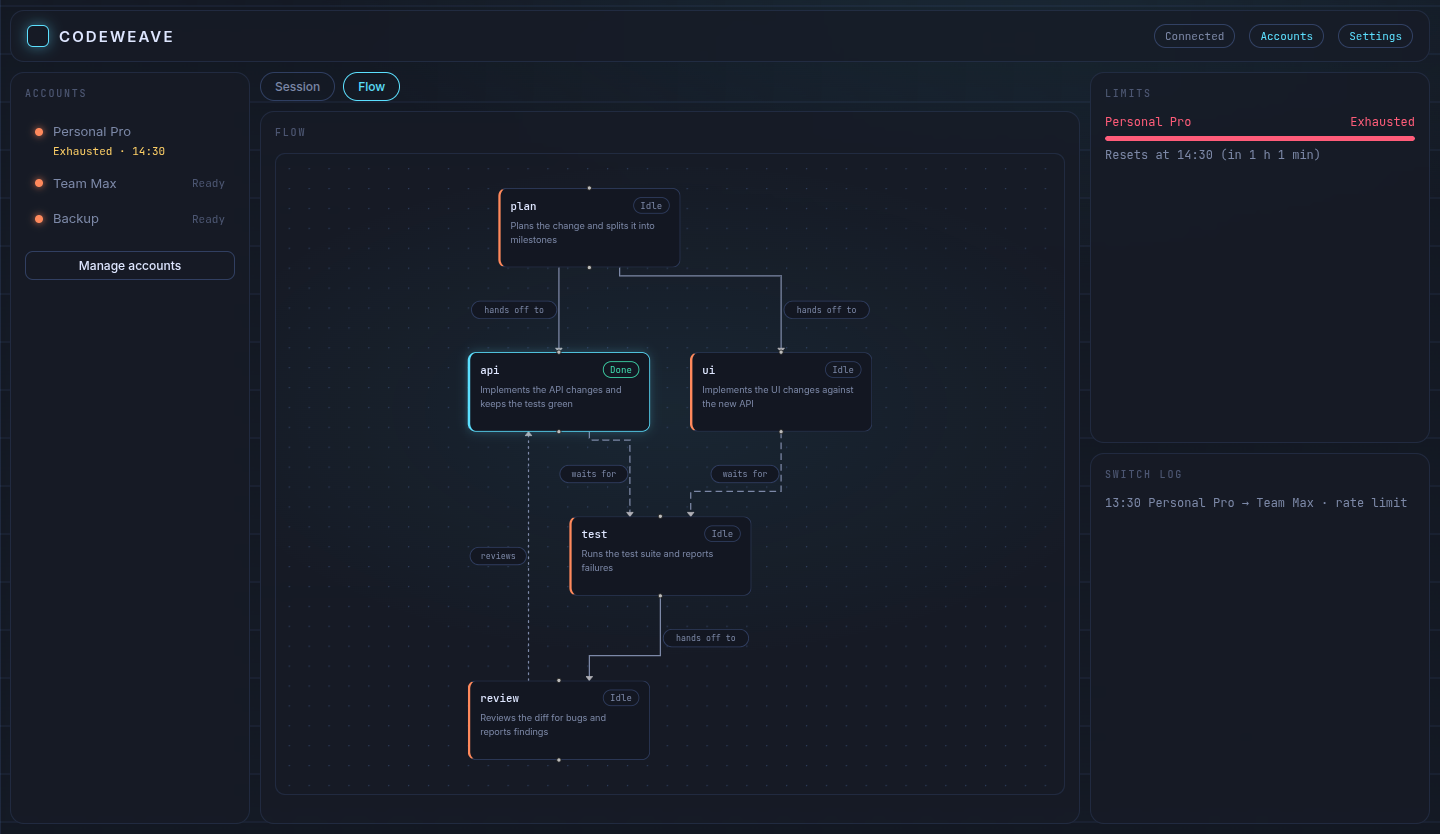 CODEWEAVE
Connected
Accounts
Settings
ACCOUNTS
Personal Pro
Exhausted · 14:30
Team Max
Ready
Backup
Ready
Manage accounts
Session
Flow
FLOW
plan
Idle
Plans the change and splits it into
milestones
hands off to
hands off to
api
Done
Implements the API changes and
keeps the tests green
ui
Idle
Implements the UI changes against
the new API
waits for
waits for
test
Idle
Runs the test suite and reports
failures
reviews
hands off to
review
Idle
Reviews the diff for bugs and
reports findings
LIMITS
Personal Pro
Exhausted
Resets at 14:30 (in 1 h 1 min)
SWITCH LOG
13:30 Personal Pro → Team Max · rate limit